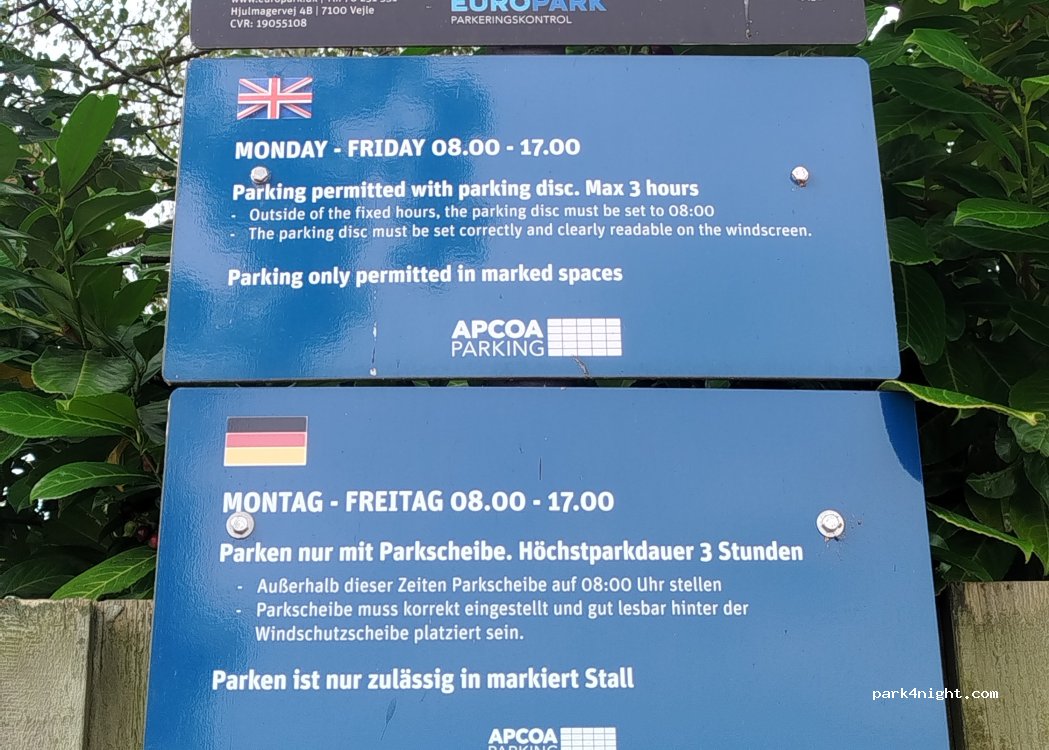 Hjulmagervej 4B | 7100 Vejle
CVR: 19055108
EUROPARK
PARKERINGSKONTROL
MONDAY - FRIDAY 08.00 - 17.00
Parking permitted with parking disc. Max 3 hours
- Outside of the fixed hours, the parking disc must be set to 08:00
- The parking disc must be set correctly and clearly readable on the windscreen.
Parking only permitted in marked spaces
APCOA
PARKING
MONTAG - FREITAG 08.00 - 17.00
Parken nur mit Parkscheibe. Höchstparkdauer 3 Stunden
- Außerhalb dieser Zeiten Parkscheibe auf 08:00 Uhr stellen
- Parkscheibe muss korrekt eingestellt und gut lesbar hinter der
Windschutzscheibe platziert sein.
Parken ist nur zulässig in markiert Stall
park4night.com
APCOA
PARKING